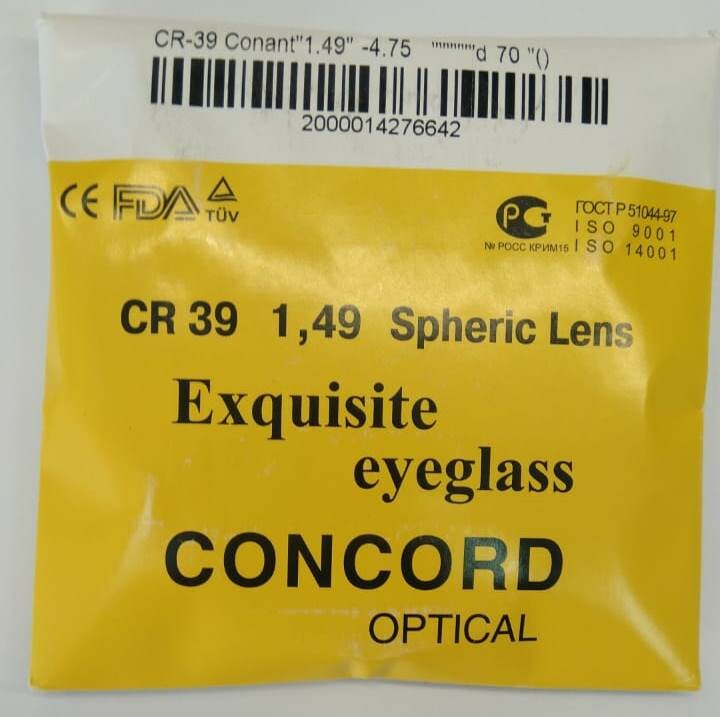 CR-39 Conant"1.49" -4.75 """""""d 70 "()
2000014276642
CE FDA TÜV
РСТ
№ РОСС КРИМ15
ГОСТ Р 51044-97
ISO 9001
ISO 14001
CR 39 1,49 Spheric Lens
Exquisite
eyeglass
CONCORD
OPTICAL